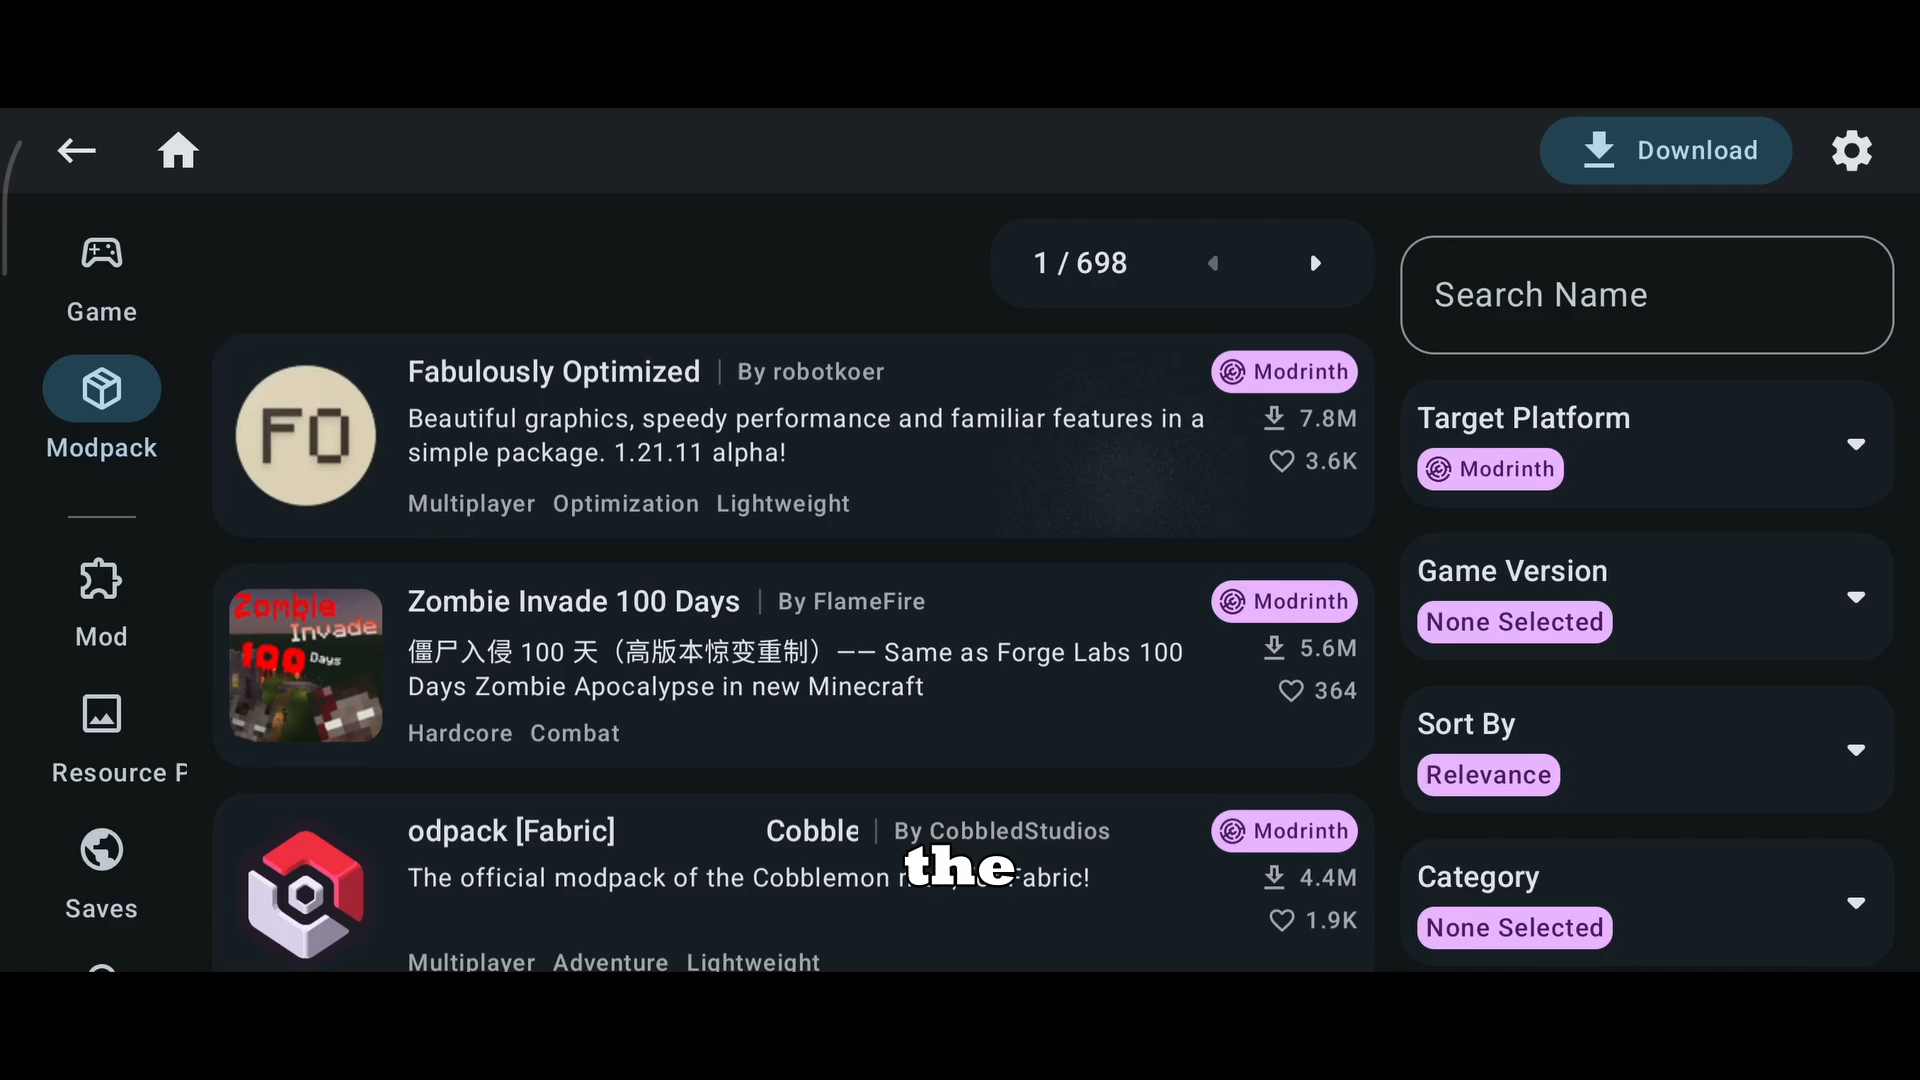 Download
Game
Modpack
Mod
Resource P
Saves
1 / 698
Fabulously Optimized
By robotkoer
Modrinth
Beautiful graphics, speedy performance and familiar features in a
simple package. 1.21.11 alpha!
7.8M
3.6K
Multiplayer Optimization Lightweight
FO
Zombie Invade 100 Days
By FlameFire
Modrinth
僵尸入侵 100 天（高版本惊变重制）—— Same as Forge Labs 100
Days Zombie Apocalypse in new Minecraft
5.6M
364
Hardcore Combat
Zombie
Invade
100 Days
odpack [Fabric]
Cobble
By CobbledStudios
Modrinth
The official modpack of the Cobblemon
the
4.4M
1.9K
Multiplayer Adventure Lightweight
Search Name
Target Platform
Modrinth
Game Version
None Selected
Sort By
Relevance
Category
None Selected